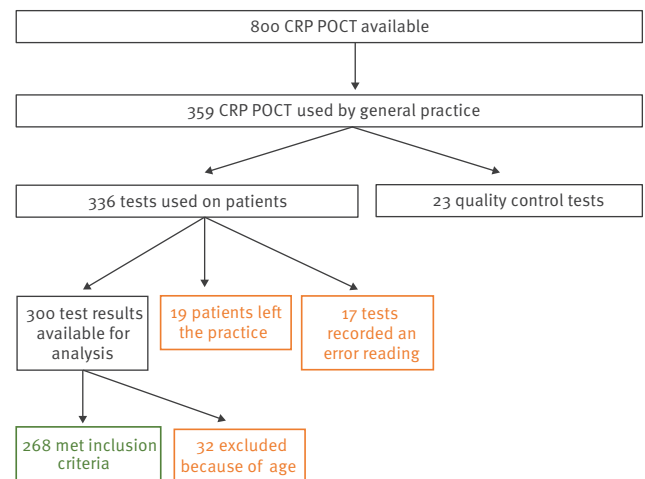 800 CRP POCT available
359 CRP POCT used by general practice
336 tests used on patients
23 quality control tests
300 test results
available for
analysis
19 patients left
the practice
17 tests
recorded an
error reading
268 met inclusion
criteria
32 excluded
because of age